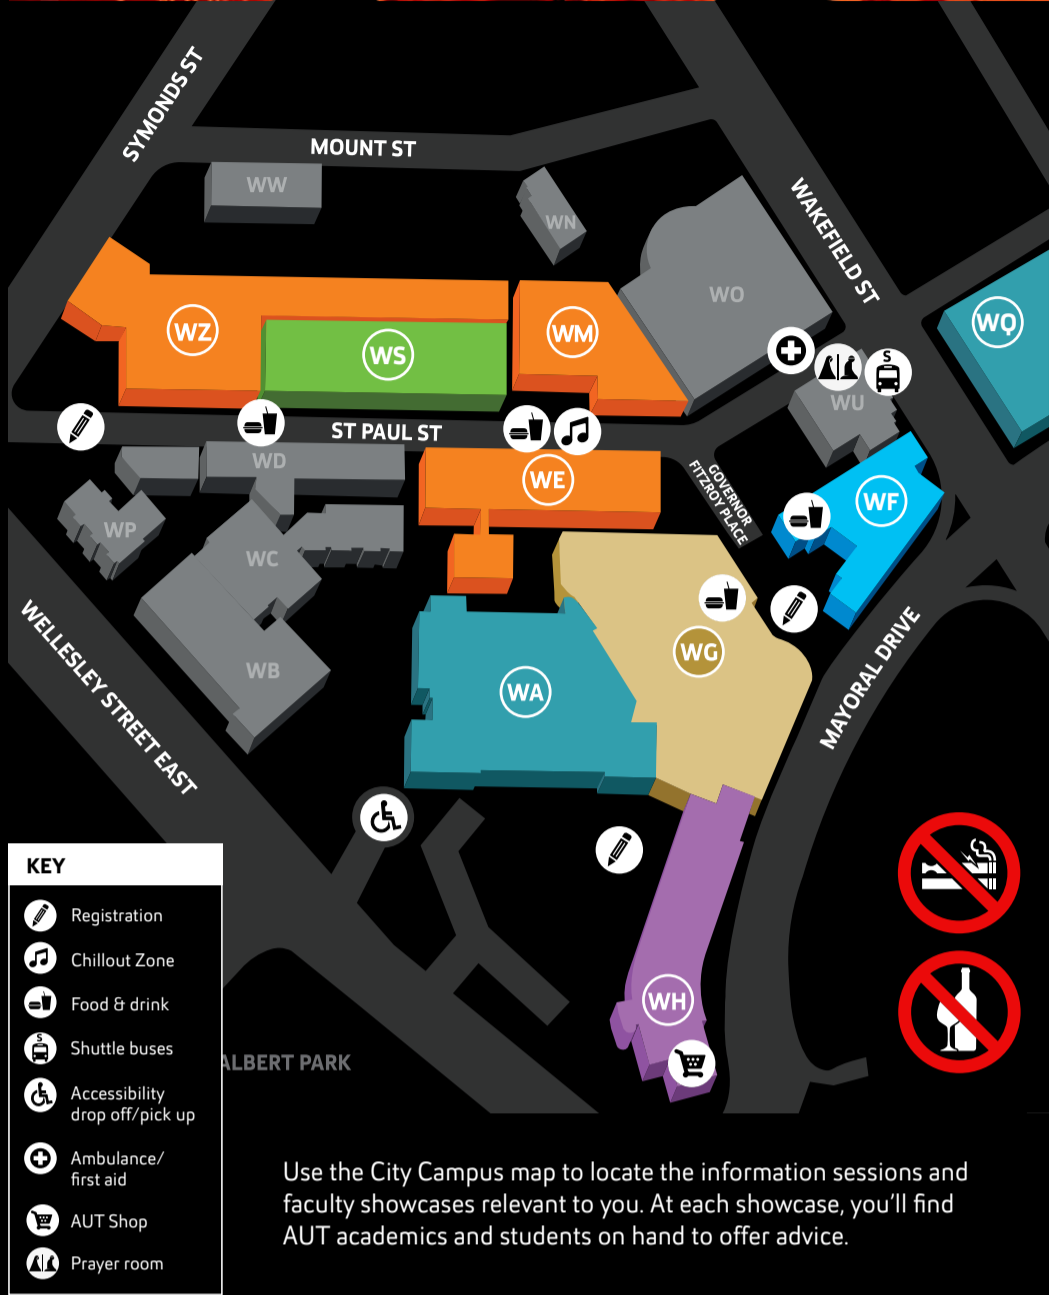 SYMONDS ST
MOUNT ST
WW
WN
WAKEFIELD ST
WO
WQ
WZ
WS
WM
S
WU
ST PAUL ST
WD
WE
GOVERNOR
FITZROY PLACE
WF
WP
WC
WELLESLEY STREET EAST
WB
WG
WA
MAYORAL DRIVE
WH
ALBERT PARK
KEY
Registration
Chillout Zone
Food & drink
S
Shuttle buses
Accessibility
drop off/pick up
Ambulance/
first aid
AUT Shop
Prayer room
Use the City Campus map to locate the information sessions and
faculty showcases relevant to you. At each showcase, you’ll find
AUT academics and students on hand to offer advice.